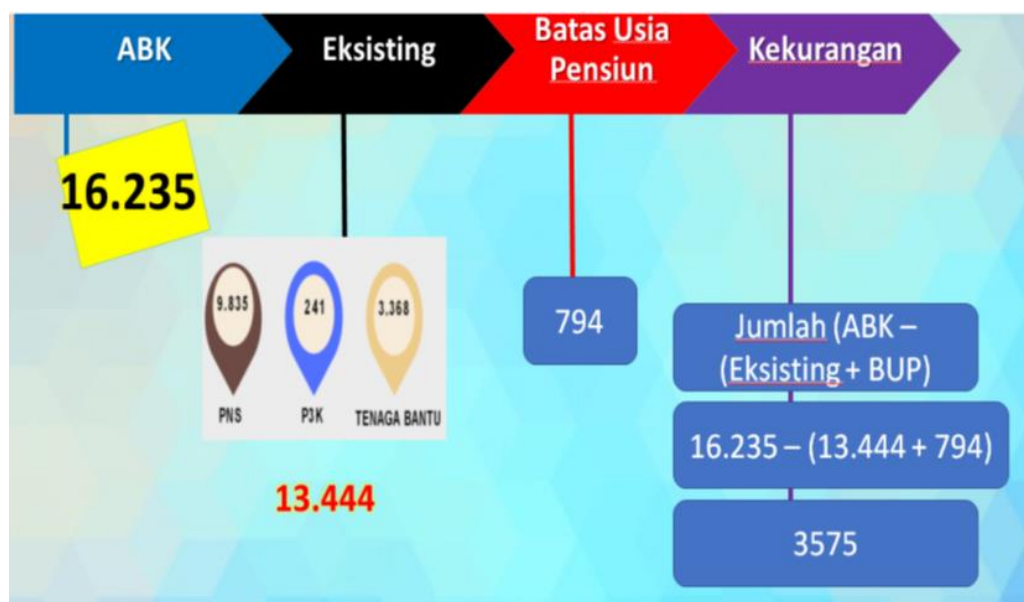 ABK
Eksisting
Batas Usia
Pensiun
Kekurangan
16.235
9.835
241
3.368
PNS
P3K
TENAGA BANTU
13.444
794
Jumlah (ABK –
(Eksisting + BUP)
16.235 – (13.444 + 794)
3575